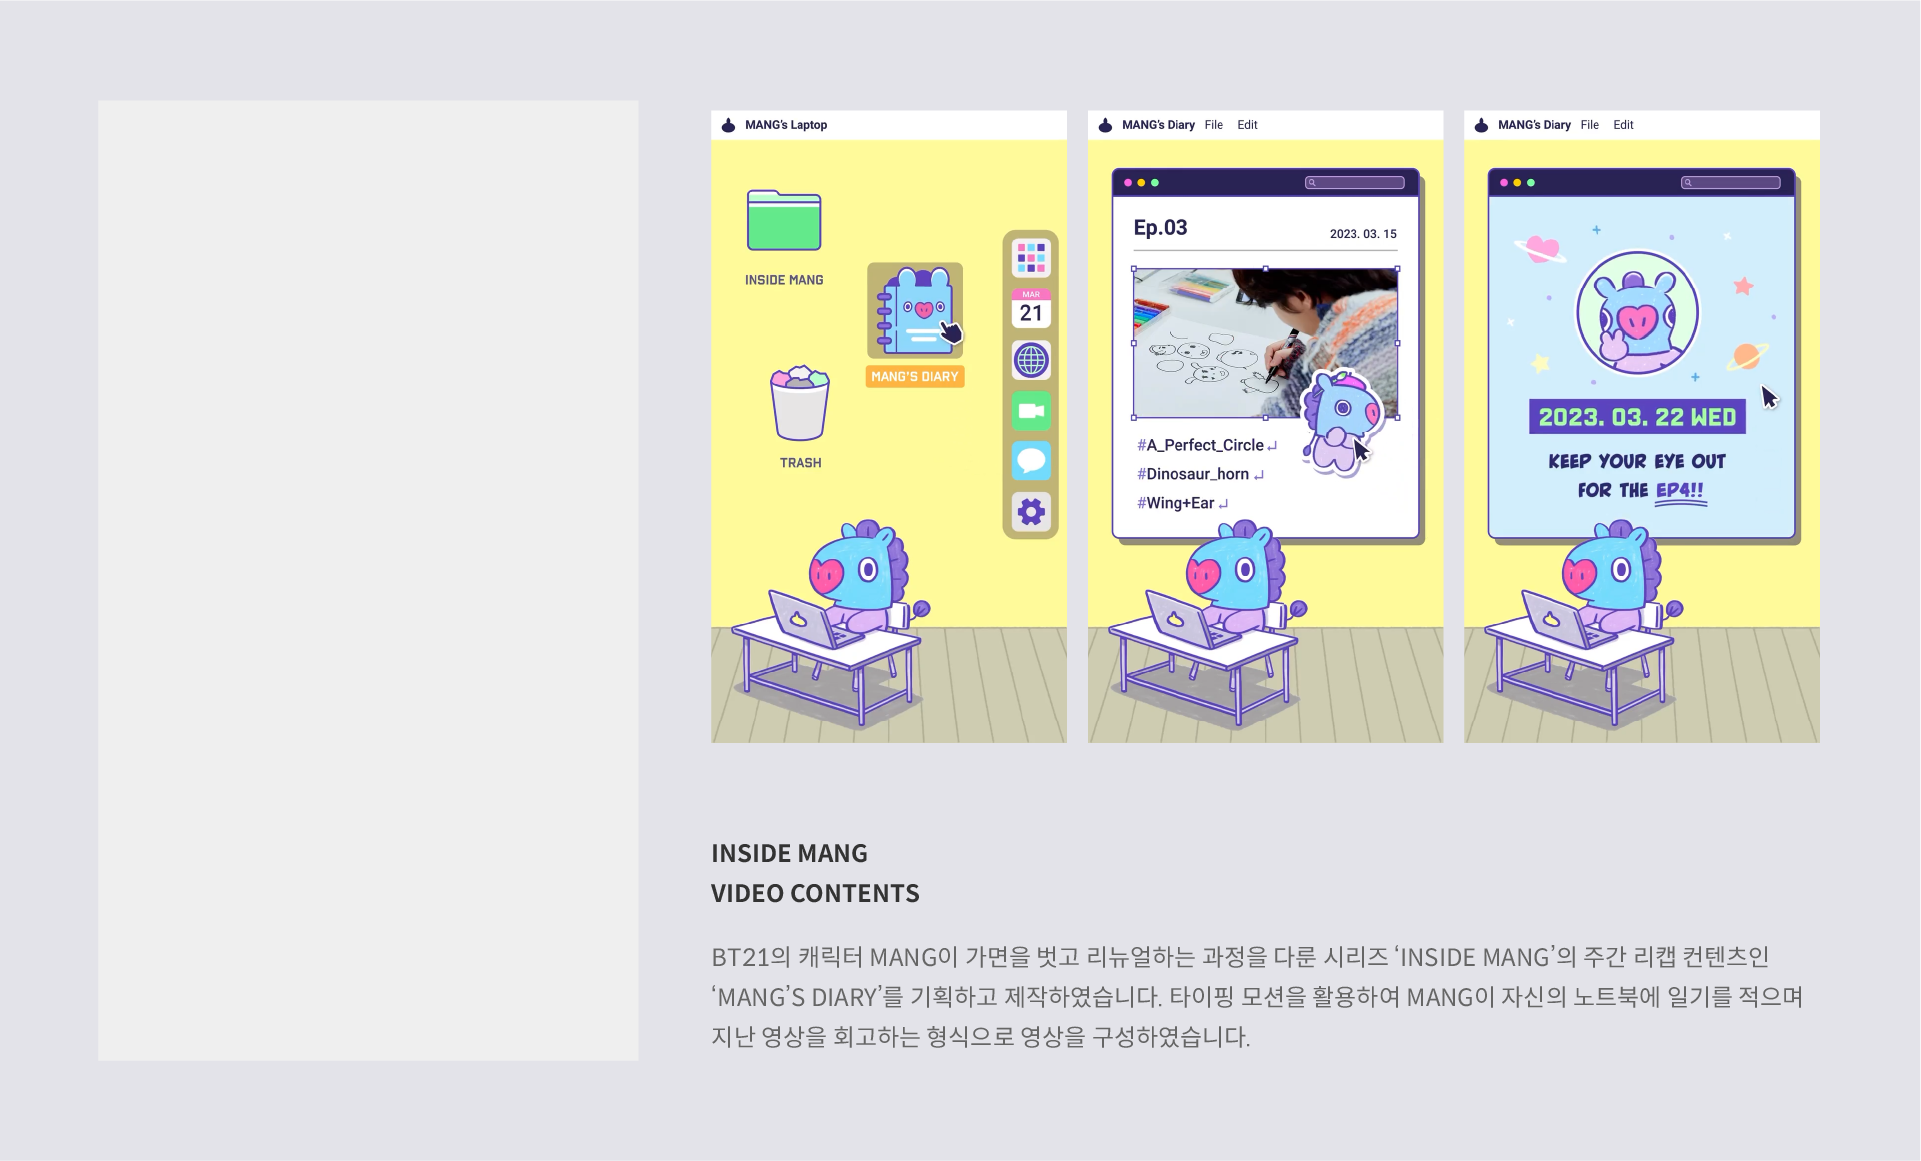 MANG's Laptop
INSIDE MANG
MANG'S DIARY
TRASH
MAR
21
MANG's Diary File Edit
Ep.03
2023. 03. 15
#A_Perfect_Circle
#Dinosaur_horn
#Wing+Ear
MANG's Diary File Edit
2023. 03. 22 WED
KEEP YOUR EYE OUT
FOR THE EP4!!
INSIDE MANG
VIDEO CONTENTS
BT21의 캐릭터 MANG이 가면을 벗고 리뉴얼하는 과정을 다룬 시리즈 ‘INSIDE MANG’의 주간 리캡 컨텐츠인
‘MANG’S DIARY’를 기획하고 제작하였습니다. 타이핑 모션을 활용하여 MANG이 자신의 노트북에 일기를 적으며
지난 영상을 회고하는 형식으로 영상을 구성하였습니다.